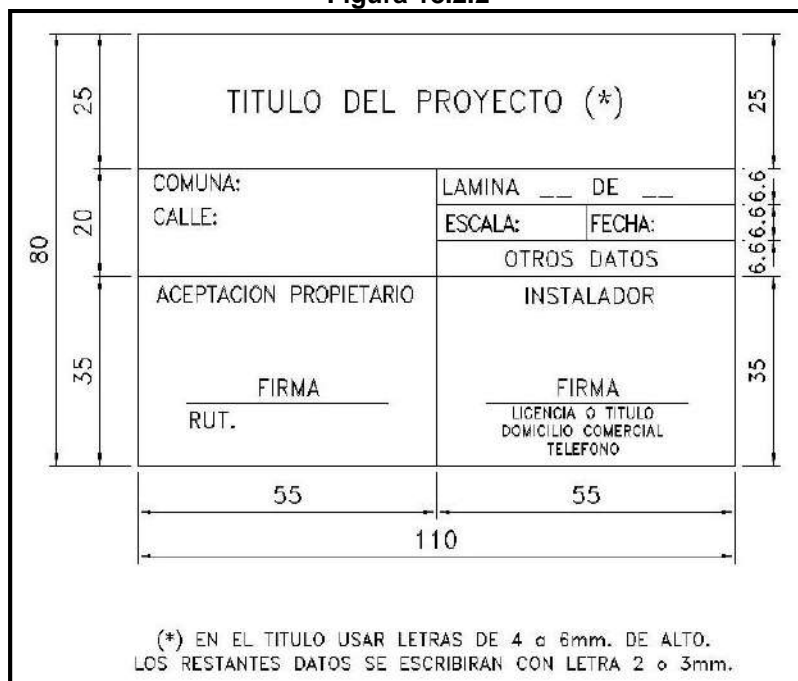 Figura
TITULO DEL PROYECTO (*)
25
25
COMUNA:
CALLE:
LAMINA __ DE __
ESCALA:
FECHA:
OTROS DATOS
20
6.6
6.6
6.6
80
ACEPTACION PROPIETARIO
INSTALADOR
35
35
FIRMA
RUT.
FIRMA
LICENCIA O TITULO
DOMICILIO COMERCIAL
TELEFONO
55
55
110
(*) EN EL TITULO USAR LETRAS DE 4 a 6mm. DE ALTO.
LOS RESTANTES DATOS SE ESCRIBIRAN CON LETRA 2 o 3mm.